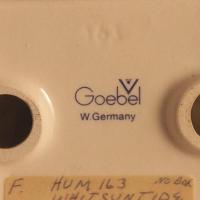 Goebel
W. Germany
F. HUM 163 NO BOX
WHITSUNTIDE